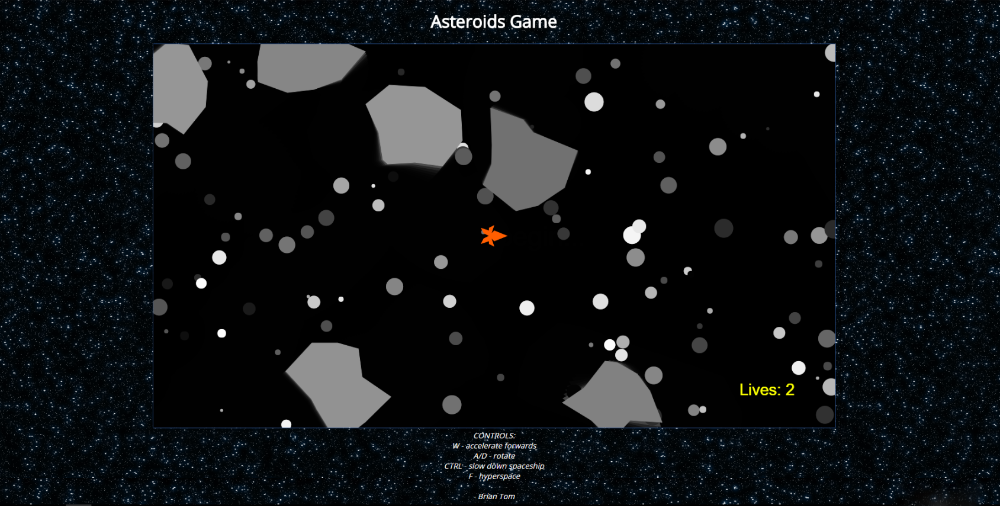 Asteroids Game
Lives: 2
CONTROLS:
W - accelerate forwards
A/D - rotate
CTRL - slow down spaceship
F - hyperspace
Brian Tom